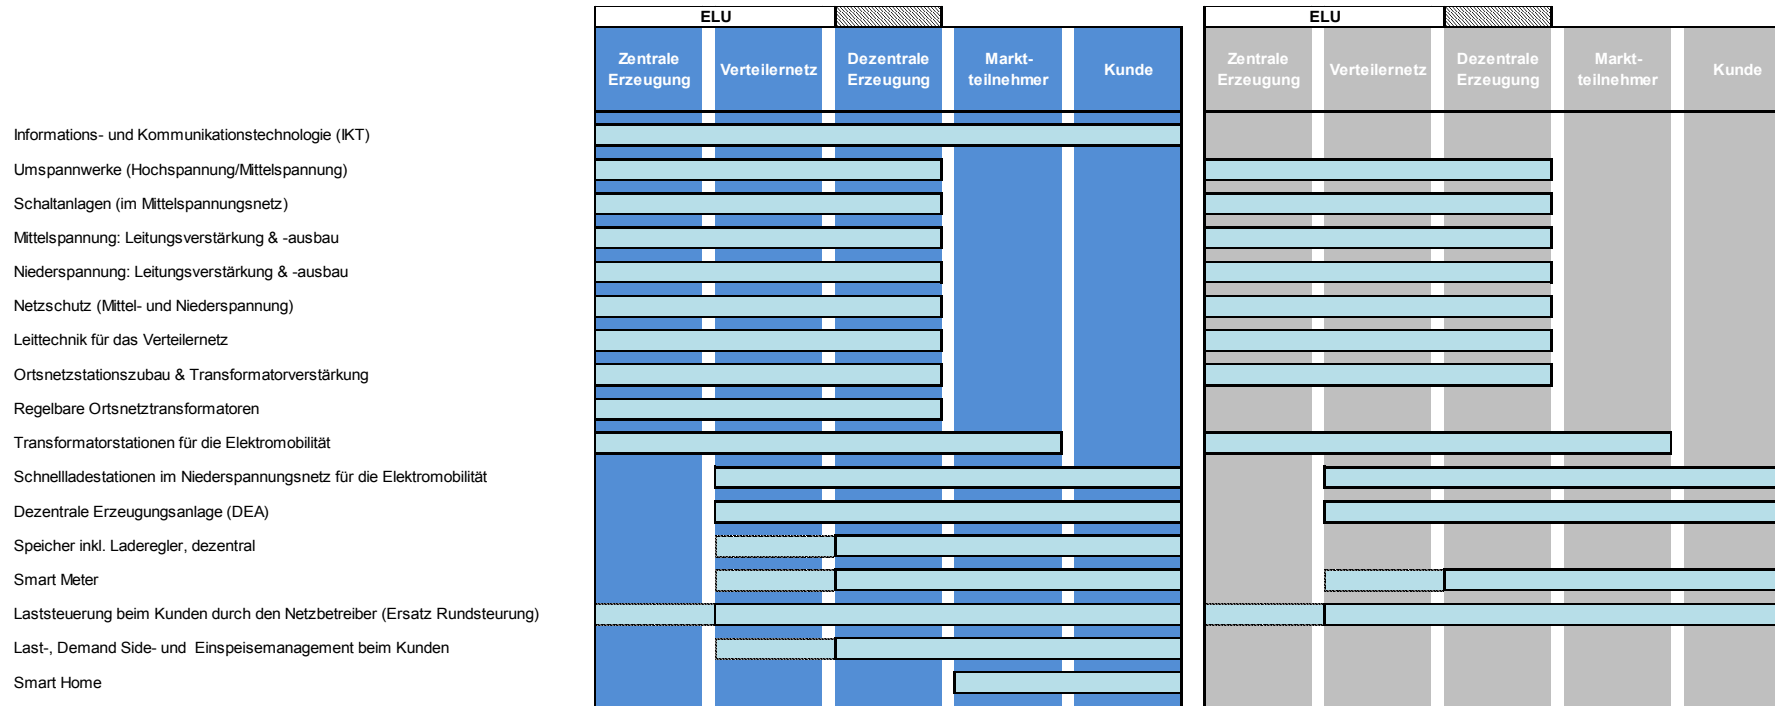 ELU ELU
Zentrale Erzeugung Verteilernetz Dezentrale Erzeugung Markt-teilnehmer Kunde Zentrale Erzeugung Verteilernetz Dezentrale Erzeugung Markt-teilnehmer Kunde
Informations- und Kommunikationstechnologie (IKT)
Umspannwerke (Hochspannung/Mittelspannung)
Schaltanlagen (im Mittelspannungsnetz)
Mittelspannung: Leitungsverstärkung & -ausbau
Niederspannung: Leitungsverstärkung & -ausbau
Netzschutz (Mittel- und Niederspannung)
Leittechnik für das Verteilernetz
Ortsnetzstationszubau & Transformatorverstärkung
Regelbare Ortsnetztransformatoren
Transformatorstationen für die Elektromobilität
Schnellladestationen im Niederspannungsnetz für die Elektromobilität
Dezentrale Erzeugungsanlage (DEA)
Speicher inkl. Laderegler, dezentral
Smart Meter
Laststeuerung beim Kunden durch den Netzbetreiber (Ersatz Rundsteurung)
Last-, Demand Side- und Einspeisemanagement beim Kunden
Smart Home